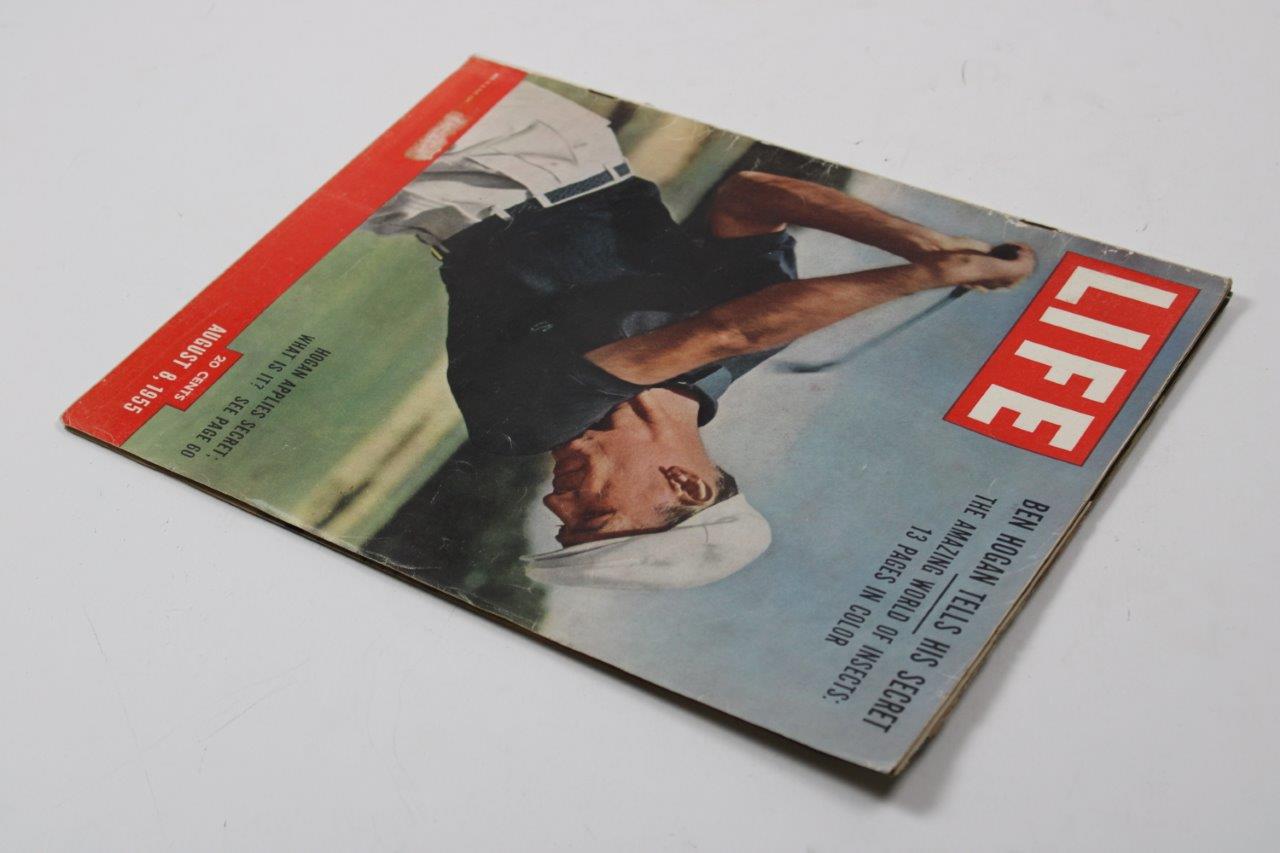 LIFE
BEN HOGAN TELLS HIS SECRET
THE AMAZING WORLD OF INSECTS:
13 PAGES IN COLOR
HOGAN APPLIES SECRET;
WHAT IS IT? SEE PAGE 60
20 CENTS
AUGUST 8, 1955